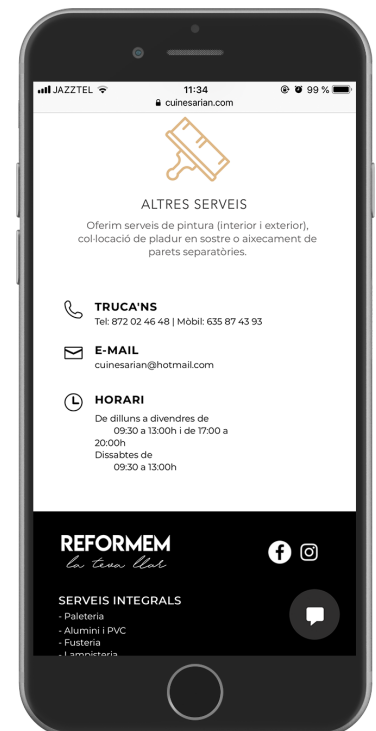 JAZZTEL 11:34 99 %
cuinesarian.com
ALTRES SERVEIS
Oferim serveis de pintura (interior i exterior),
col·locació de pladur en sostre o aixecament de
parets separatòries.
TRUCA'NS
Tel: 872 02 46 48 | Mòbil: 635 87 43 93
E-MAIL
cuinesarian@hotmail.com
HORARI
De dilluns a divendres de
09:30 a 13:00h i de 17:00 a
20:00h
Dissabtes de
09:30 a 13:00h
REFORMEM
la teva llar
SERVEIS INTEGRALS
- Paleteria
- Alumini i PVC
- Fusteria
- Lampisteria